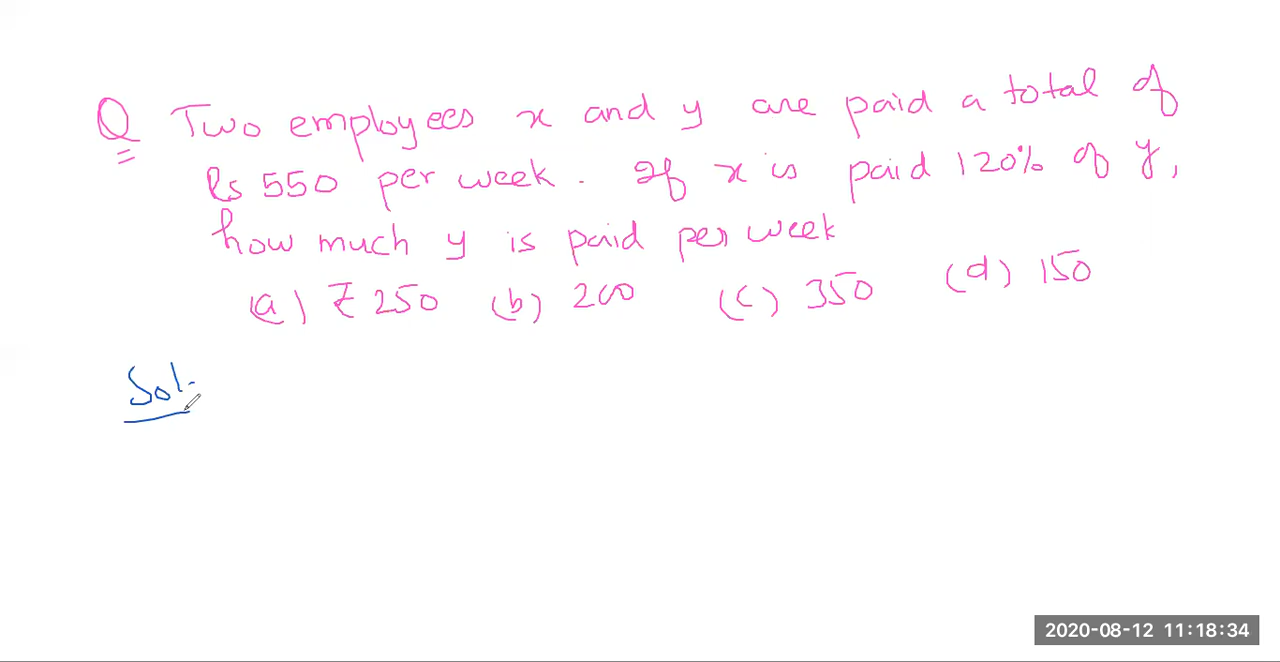 Q Two employees x and y are paid a total of
Rs 550 per week. If x is paid 120% of y,
how much y is paid per week
(a) ₹ 250 (b) 200 (c) 350 (d) 150
Sol.
2020-08-12 11:18:34